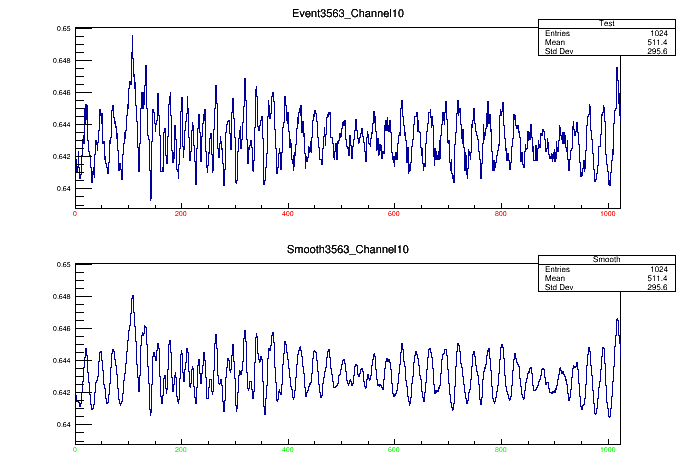 Event3563_Channel10
Test
Entries 1024
Mean 511.4
Std Dev 295.6
0.65
0.648
0.646
0.644
0.642
0.64
0 200 400 600 800 1000
Smooth3563_Channel10
Smooth
Entries 1024
Mean 511.4
Std Dev 295.6
0.65
0.648
0.646
0.644
0.642
0.64
0 200 400 600 800 1000